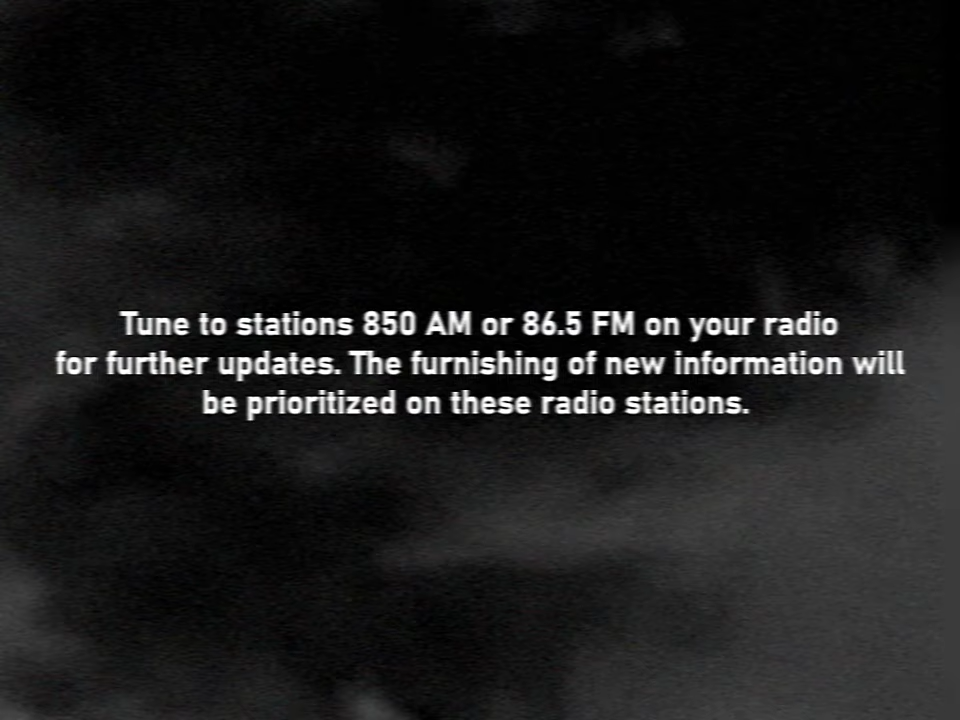 Tune to stations 850 AM or 86.5 FM on your radio
for further updates. The furnishing of new information will
be prioritized on these radio stations.